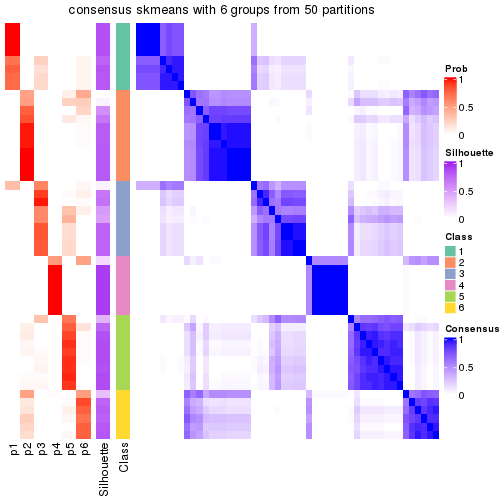 consensus skmeans with 6 groups from 50 partitions
Prob
1
0.5
0
Silhouette
1
0.5
0
Class
1
2
3
4
5
6
Consensus
1
0.5
0
p1
p2
p3
p4
p5
p6
Silhouette
Class